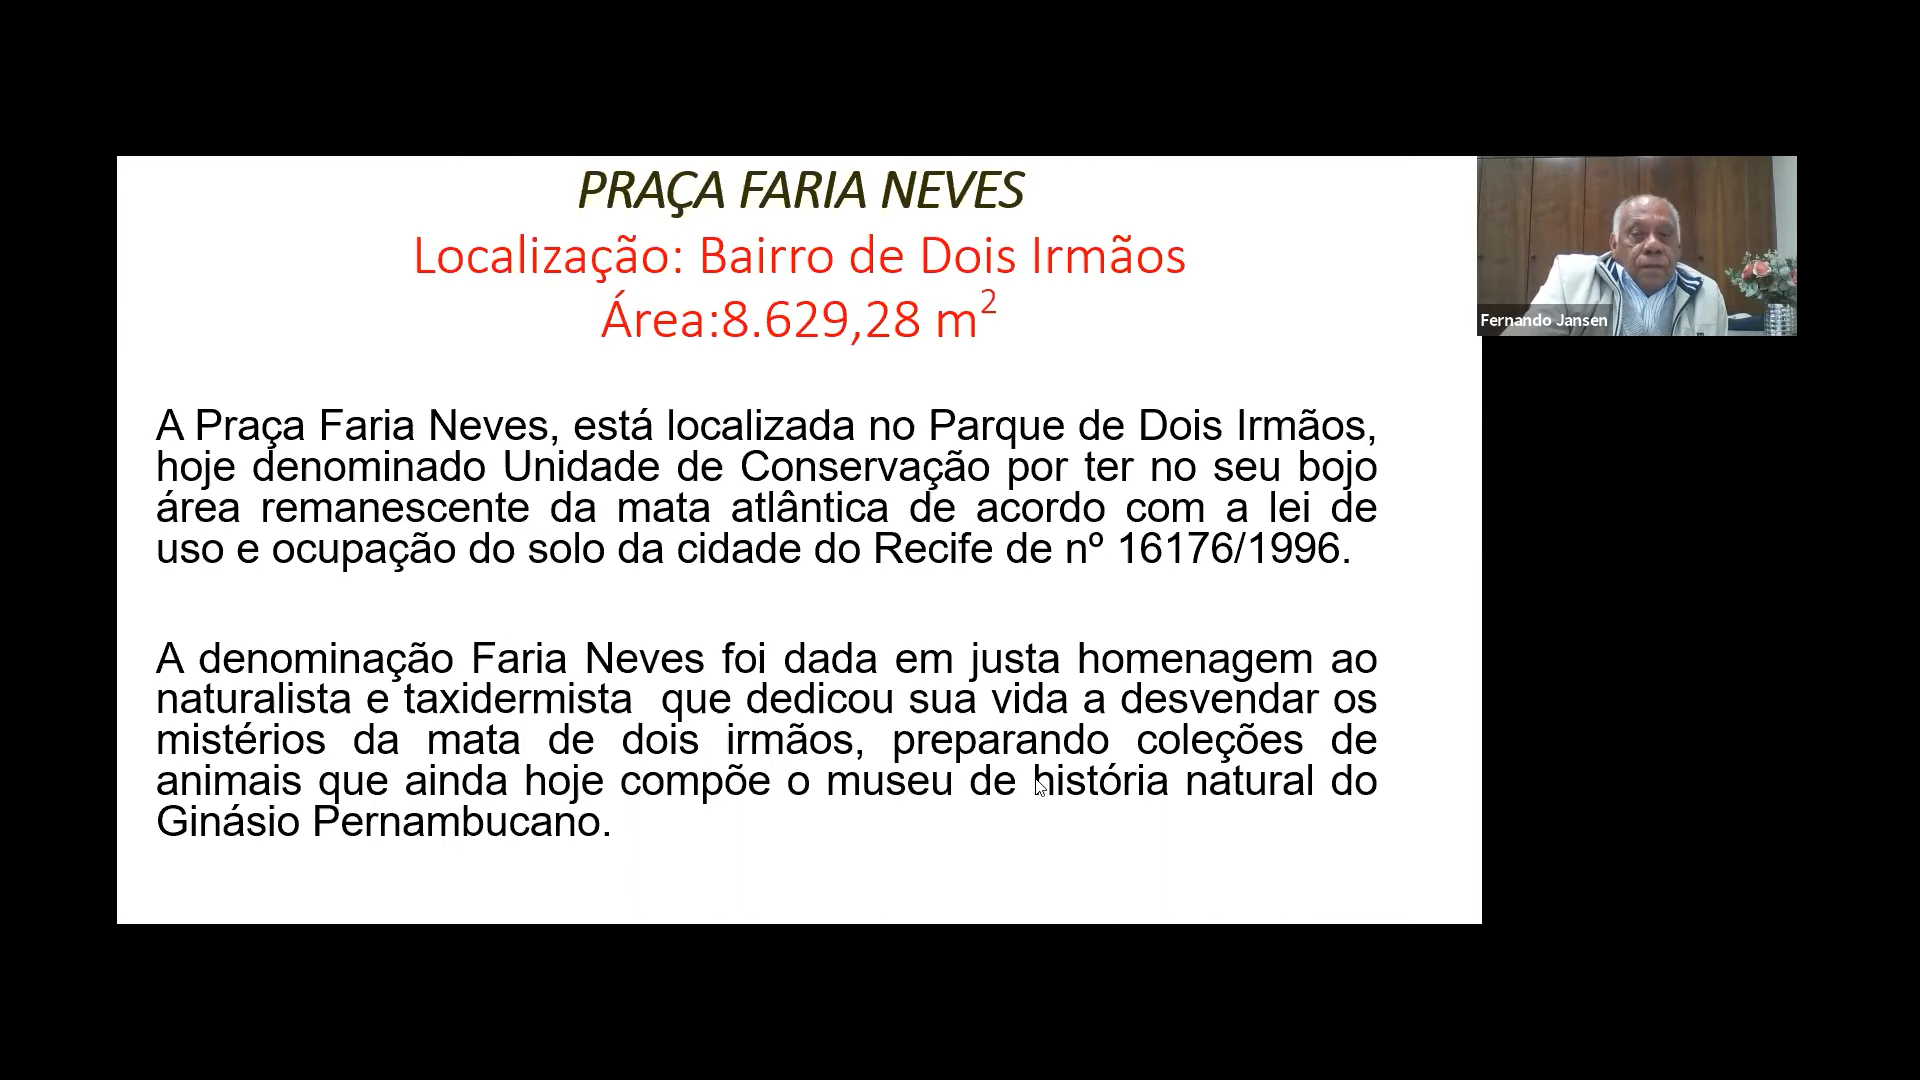 PRAÇA FARIA NEVES
Localização: Bairro de Dois Irmãos
Área:8.629,28 m²
Fernando Jansen
A Praça Faria Neves, está localizada no Parque de Dois Irmãos,
hoje denominado Unidade de Conservação por ter no seu bojo
área remanescente da mata atlântica de acordo com a lei de
uso e ocupação do solo da cidade do Recife de nº 16176/1996.
A denominação Faria Neves foi dada em justa homenagem ao
naturalista e taxidermista  que dedicou sua vida a desvendar os
mistérios da mata de dois irmãos, preparando coleções de
animais que ainda hoje compõe o museu de história natural do
Ginásio Pernambucano.